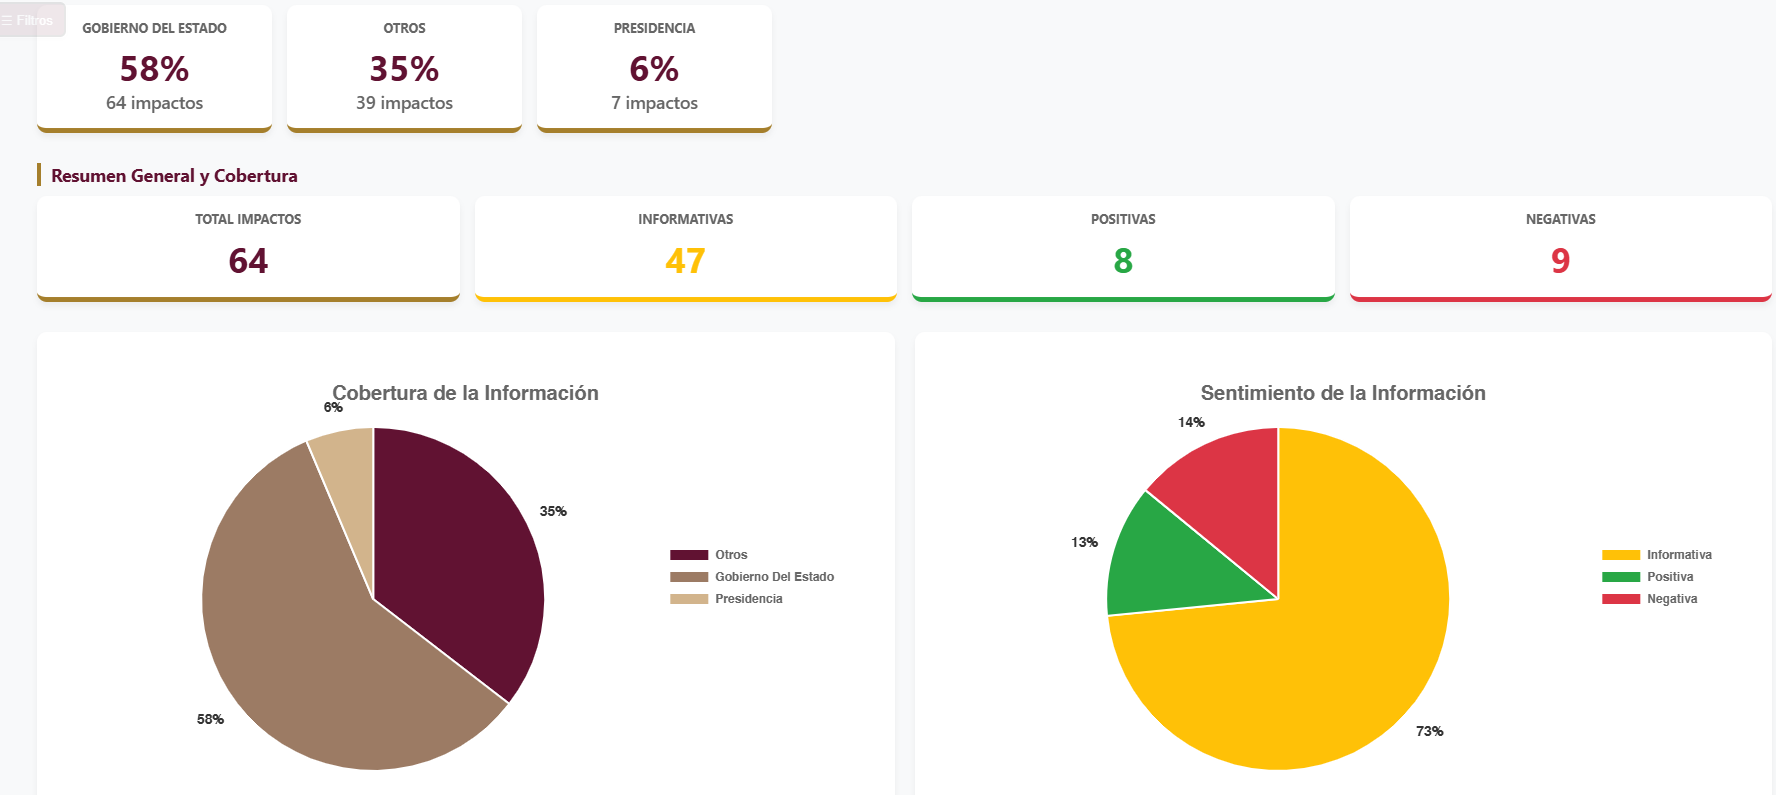 ☰ Filtros
GOBIERNO DEL ESTADO
58%
64 impactos
OTROS
35%
39 impactos
PRESIDENCIA
6%
7 impactos
Resumen General y Cobertura
TOTAL IMPACTOS
64
INFORMATIVAS
47
POSITIVAS
8
NEGATIVAS
9
Cobertura de la Información
6%
35%
58%
Otros
Gobierno Del Estado
Presidencia
Sentimiento de la Información
14%
13%
73%
Informativa
Positiva
Negativa